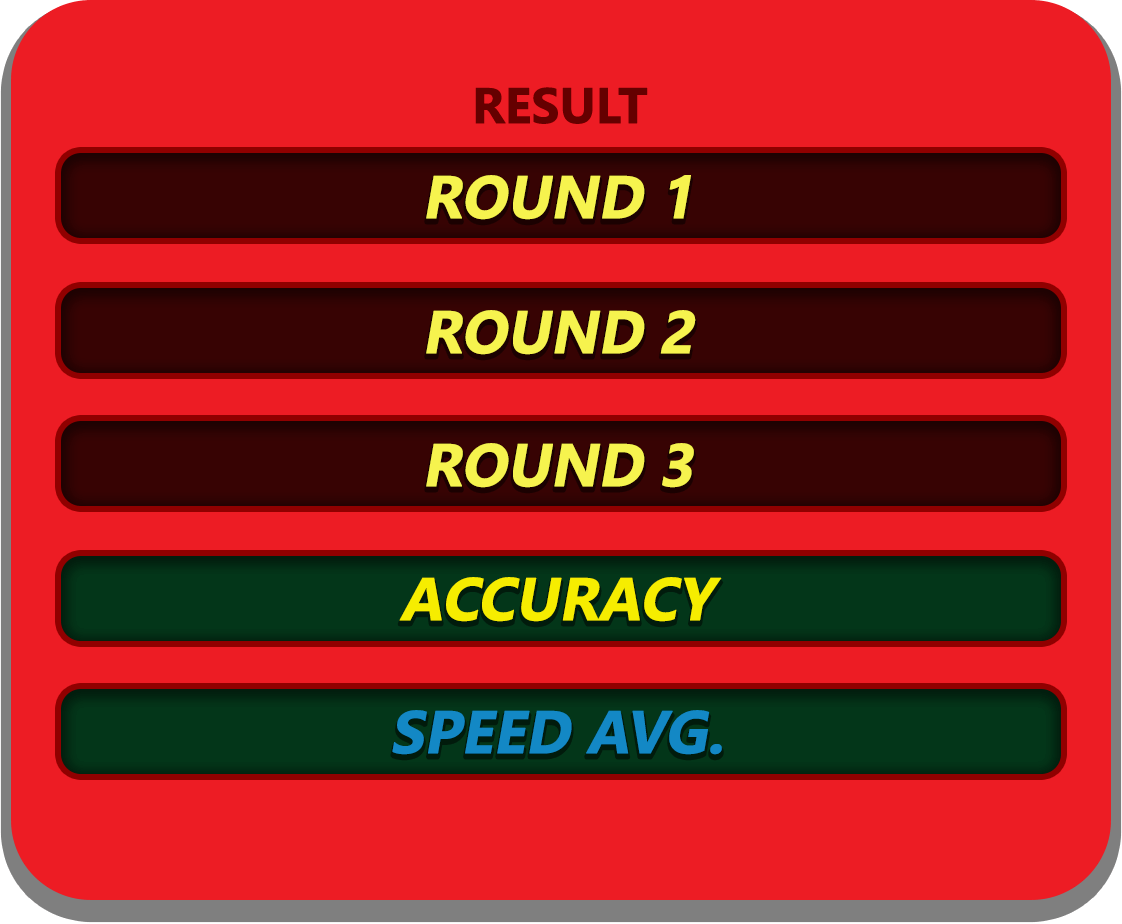 RESULT
ROUND 1
ROUND 2
ROUND 3
ACCURACY
SPEED AVG.